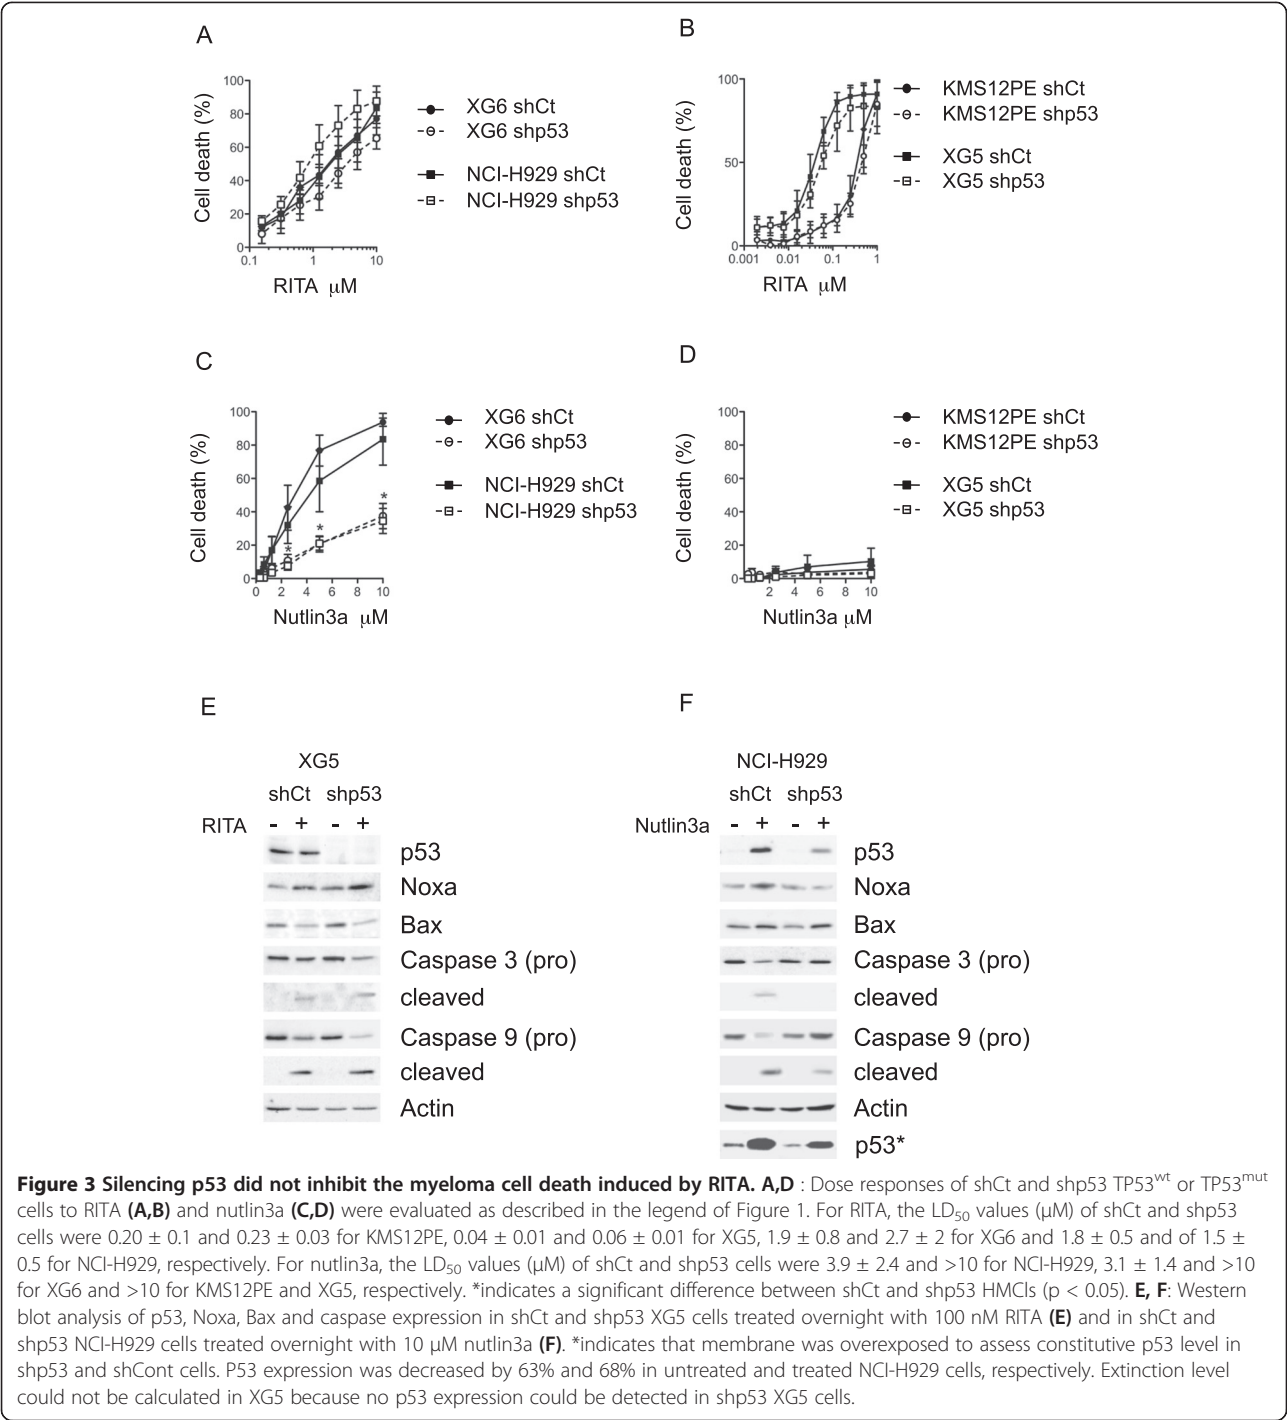 A
Cell death (%)
100
80
60
40
20
0
0.1 1 10
RITA μM
XG6 shCt
XG6 shp53
NCI-H929 shCt
NCI-H929 shp53
B
Cell death (%)
100
50
0
0.001 0.01 0.1 1
RITA μM
KMS12PE shCt
KMS12PE shp53
XG5 shCt
XG5 shp53
C
Cell death (%)
100
80
60
40
20
0
0 2 4 6 8 10
* * *
Nutlin3a μM
XG6 shCt
XG6 shp53
NCI-H929 shCt
NCI-H929 shp53
D
Cell death (%)
100
80
60
40
20
0
2 4 6 8 10
Nutlin3a μM
KMS12PE shCt
KMS12PE shp53
XG5 shCt
XG5 shp53
E
XG5
shCt shp53
RITA - + - +
p53
Noxa
Bax
Caspase 3 (pro)
cleaved
Caspase 9 (pro)
cleaved
Actin
F
NCI-H929
shCt shp53
Nutlin3a - + - +
p53
Noxa
Bax
Caspase 3 (pro)
cleaved
Caspase 9 (pro)
cleaved
Actin
p53*
Figure 3 Silencing p53 did not inhibit the myeloma cell death induced by RITA. A,D : Dose responses of shCt and shp53 TP53wt or TP53mut
cells to RITA (A,B) and nutlin3a (C,D) were evaluated as described in the legend of Figure 1. For RITA, the LD50 values (μM) of shCt and shp53
cells were 0.20 ± 0.1 and 0.23 ± 0.03 for KMS12PE, 0.04 ± 0.01 and 0.06 ± 0.01 for XG5, 1.9 ± 0.8 and 2.7 ± 2 for XG6 and 1.8 ± 0.5 and of 1.5 ±
0.5 for NCI-H929, respectively. For nutlin3a, the LD50 values (μM) of shCt and shp53 cells were 3.9 ± 2.4 and >10 for NCI-H929, 3.1 ± 1.4 and >10
for XG6 and >10 for KMS12PE and XG5, respectively. *indicates a significant difference between shCt and shp53 HMCls (p < 0.05). E, F: Western
blot analysis of p53, Noxa, Bax and caspase expression in shCt and shp53 XG5 cells treated overnight with 100 nM RITA (E) and in shCt and
shp53 NCI-H929 cells treated overnight with 10 μM nutlin3a (F). *indicates that membrane was overexposed to assess constitutive p53 level in
shp53 and shCont cells. P53 expression was decreased by 63% and 68% in untreated and treated NCI-H929 cells, respectively. Extinction level
could not be calculated in XG5 because no p53 expression could be detected in shp53 XG5 cells.